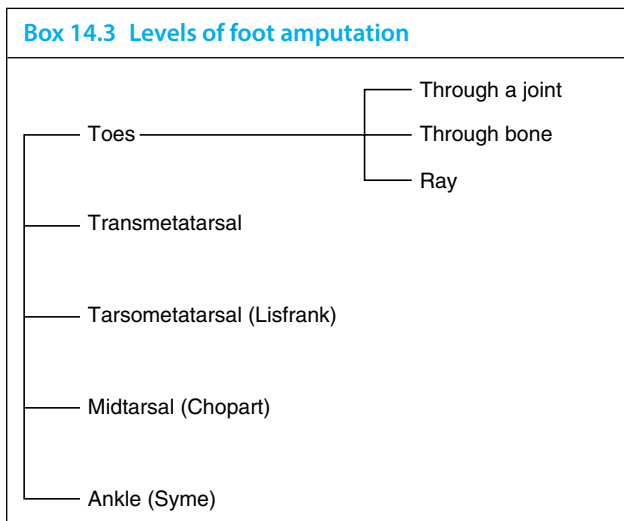 Box 14.3 Levels of foot amputation
Through a joint
Toes
Through bone
Ray
Transmetatarsal
Tarsometatarsal (Lisfrank)
Midtarsal (Chopart)
Ankle (Syme)